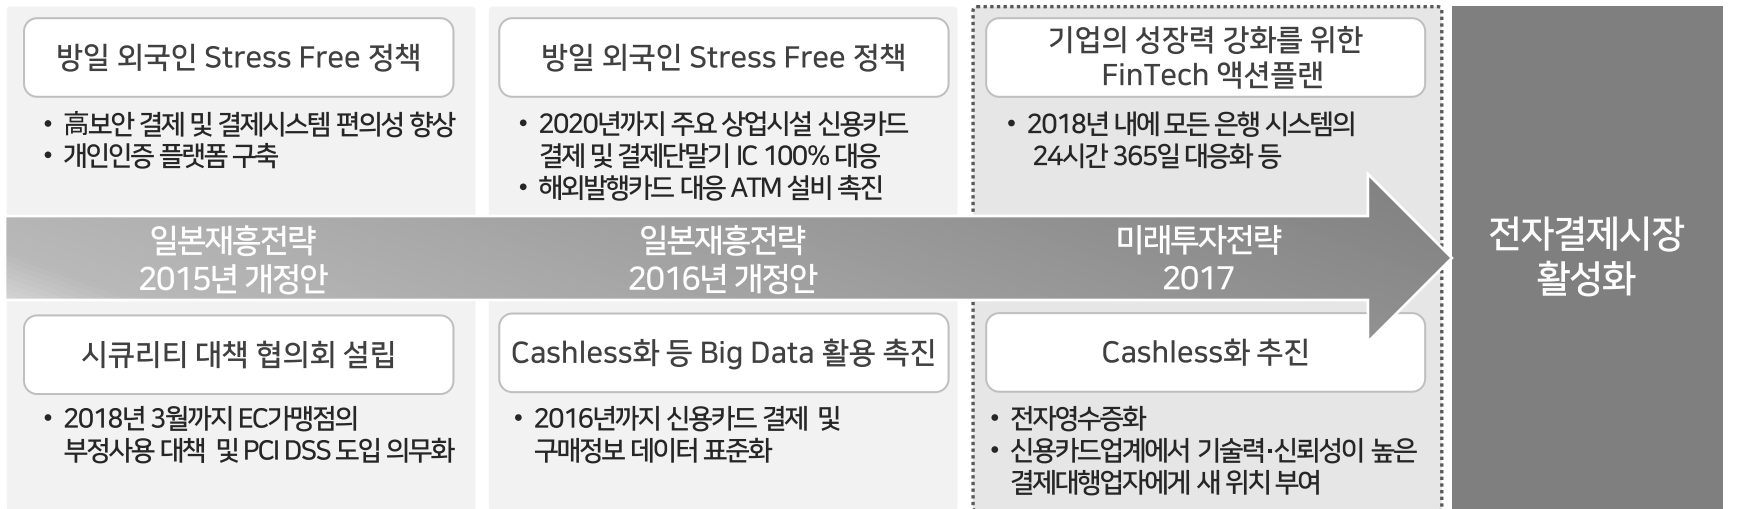 방일 외국인 Stress Free 정책
• 高보안 결제 및 결제시스템 편의성 향상
• 개인인증 플랫폼 구축
방일 외국인 Stress Free 정책
• 2020년까지 주요 상업시설 신용카드
결제 및 결제단말기 IC 100% 대응
• 해외발행카드 대응 ATM 설비 촉진
기업의 성장력 강화를 위한
FinTech 액션플랜
• 2018년 내에 모든 은행 시스템의
24시간 365일 대응화 등
일본재흥전략
2015년 개정안
일본재흥전략
2016년 개정안
미래투자전략
2017
전자결제시장
활성화
시큐리티 대책 협의회 설립
• 2018년 3월까지 EC가맹점의
부정사용 대책 및 PCI DSS 도입 의무화
Cashless화 등 Big Data 활용 촉진
• 2016년까지 신용카드 결제 및
구매정보 데이터 표준화
Cashless화 추진
• 전자영수증화
• 신용카드업계에서 기술력·신뢰성이 높은
결제대행업자에게 새 위치 부여